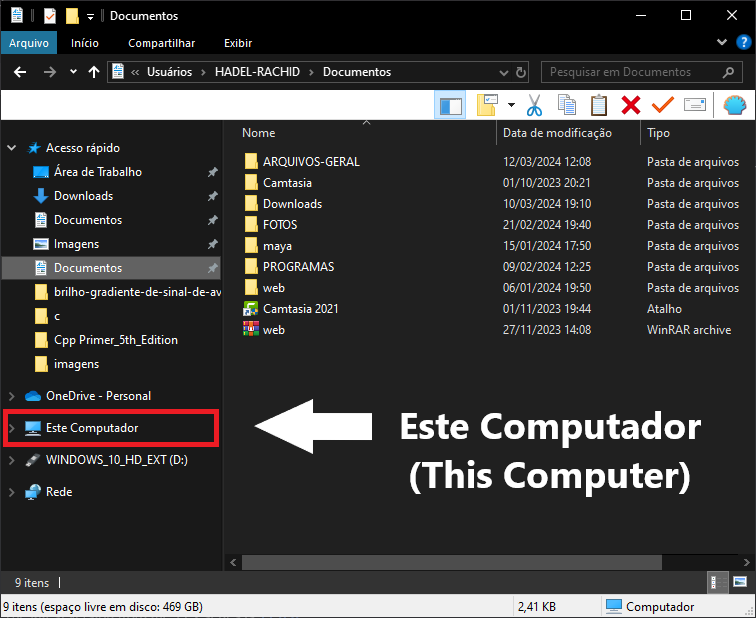 Documentos
Arquivo Início Compartilhar Exibir
« Usuários > HADEL-RACHID > Documentos
Pesquisar em Documentos
Nome Data de modificação Tipo
Acesso rápido
Área de Trabalho
Downloads
Documentos
Imagens
Documentos
brilho-gradiente-de-sinal-de-av
c
Cpp Primer_5th_Edition
imagens
OneDrive - Personal
Este Computador
WINDOWS_10_HD_EXT (D:)
Rede
ARQUIVOS-GERAL 12/03/2024 12:08 Pasta de arquivos
Camtasia 01/10/2023 20:21 Pasta de arquivos
Downloads 10/03/2024 19:10 Pasta de arquivos
FOTOS 21/02/2024 19:40 Pasta de arquivos
maya 15/01/2024 17:50 Pasta de arquivos
PROGRAMAS 09/02/2024 12:25 Pasta de arquivos
web 06/01/2024 19:50 Pasta de arquivos
Camtasia 2021 01/11/2023 19:44 Atalho
web 27/11/2023 14:08 WinRAR archive
Este Computador
(This Computer)
9 itens
9 itens (espaço livre em disco: 469 GB) 2,41 KB Computador